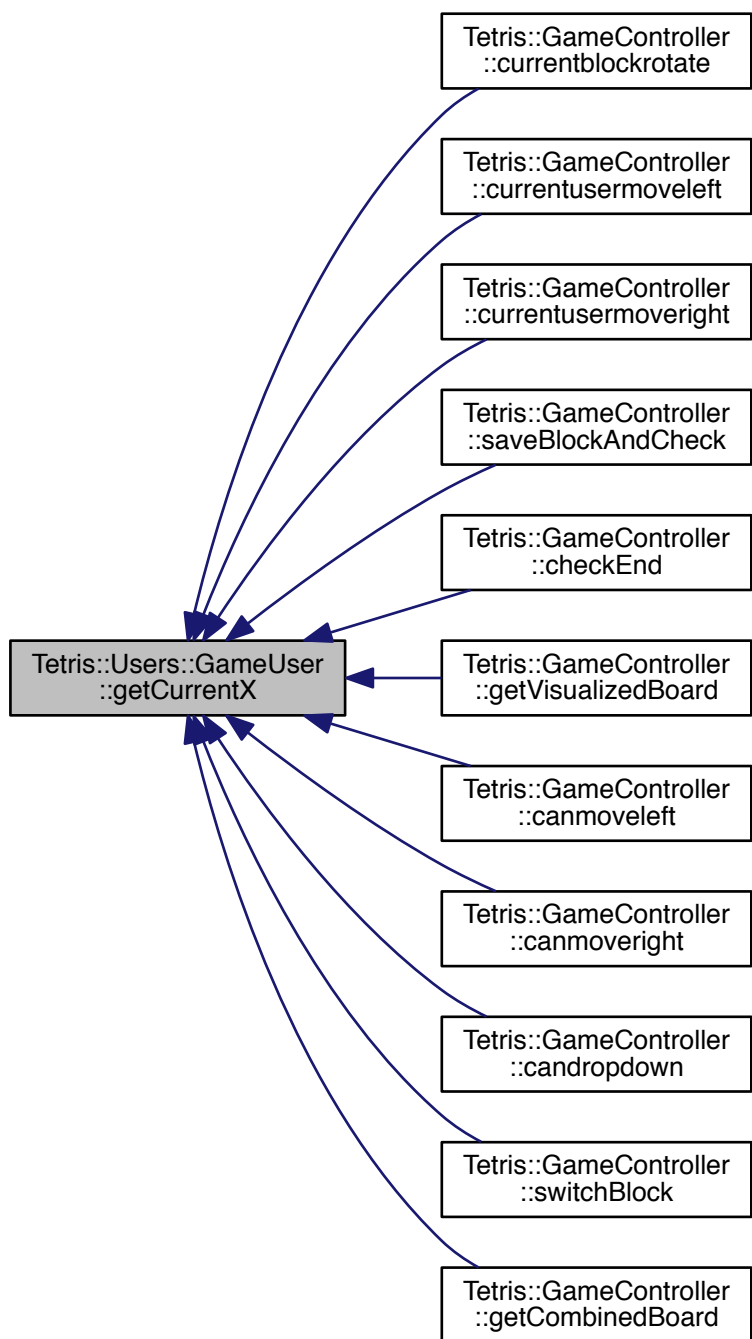 Tetris::GameController
::currentblockrotate
Tetris::GameController
::currentusermoveleft
Tetris::GameController
::currentusermoveright
Tetris::GameController
::saveBlockAndCheck
Tetris::GameController
::checkEnd
Tetris::Users::GameUser
::getCurrentX
Tetris::GameController
::getVisualizedBoard
Tetris::GameController
::canmoveleft
Tetris::GameController
::canmoveright
Tetris::GameController
::candropdown
Tetris::GameController
::switchBlock
Tetris::GameController
::getCombinedBoard